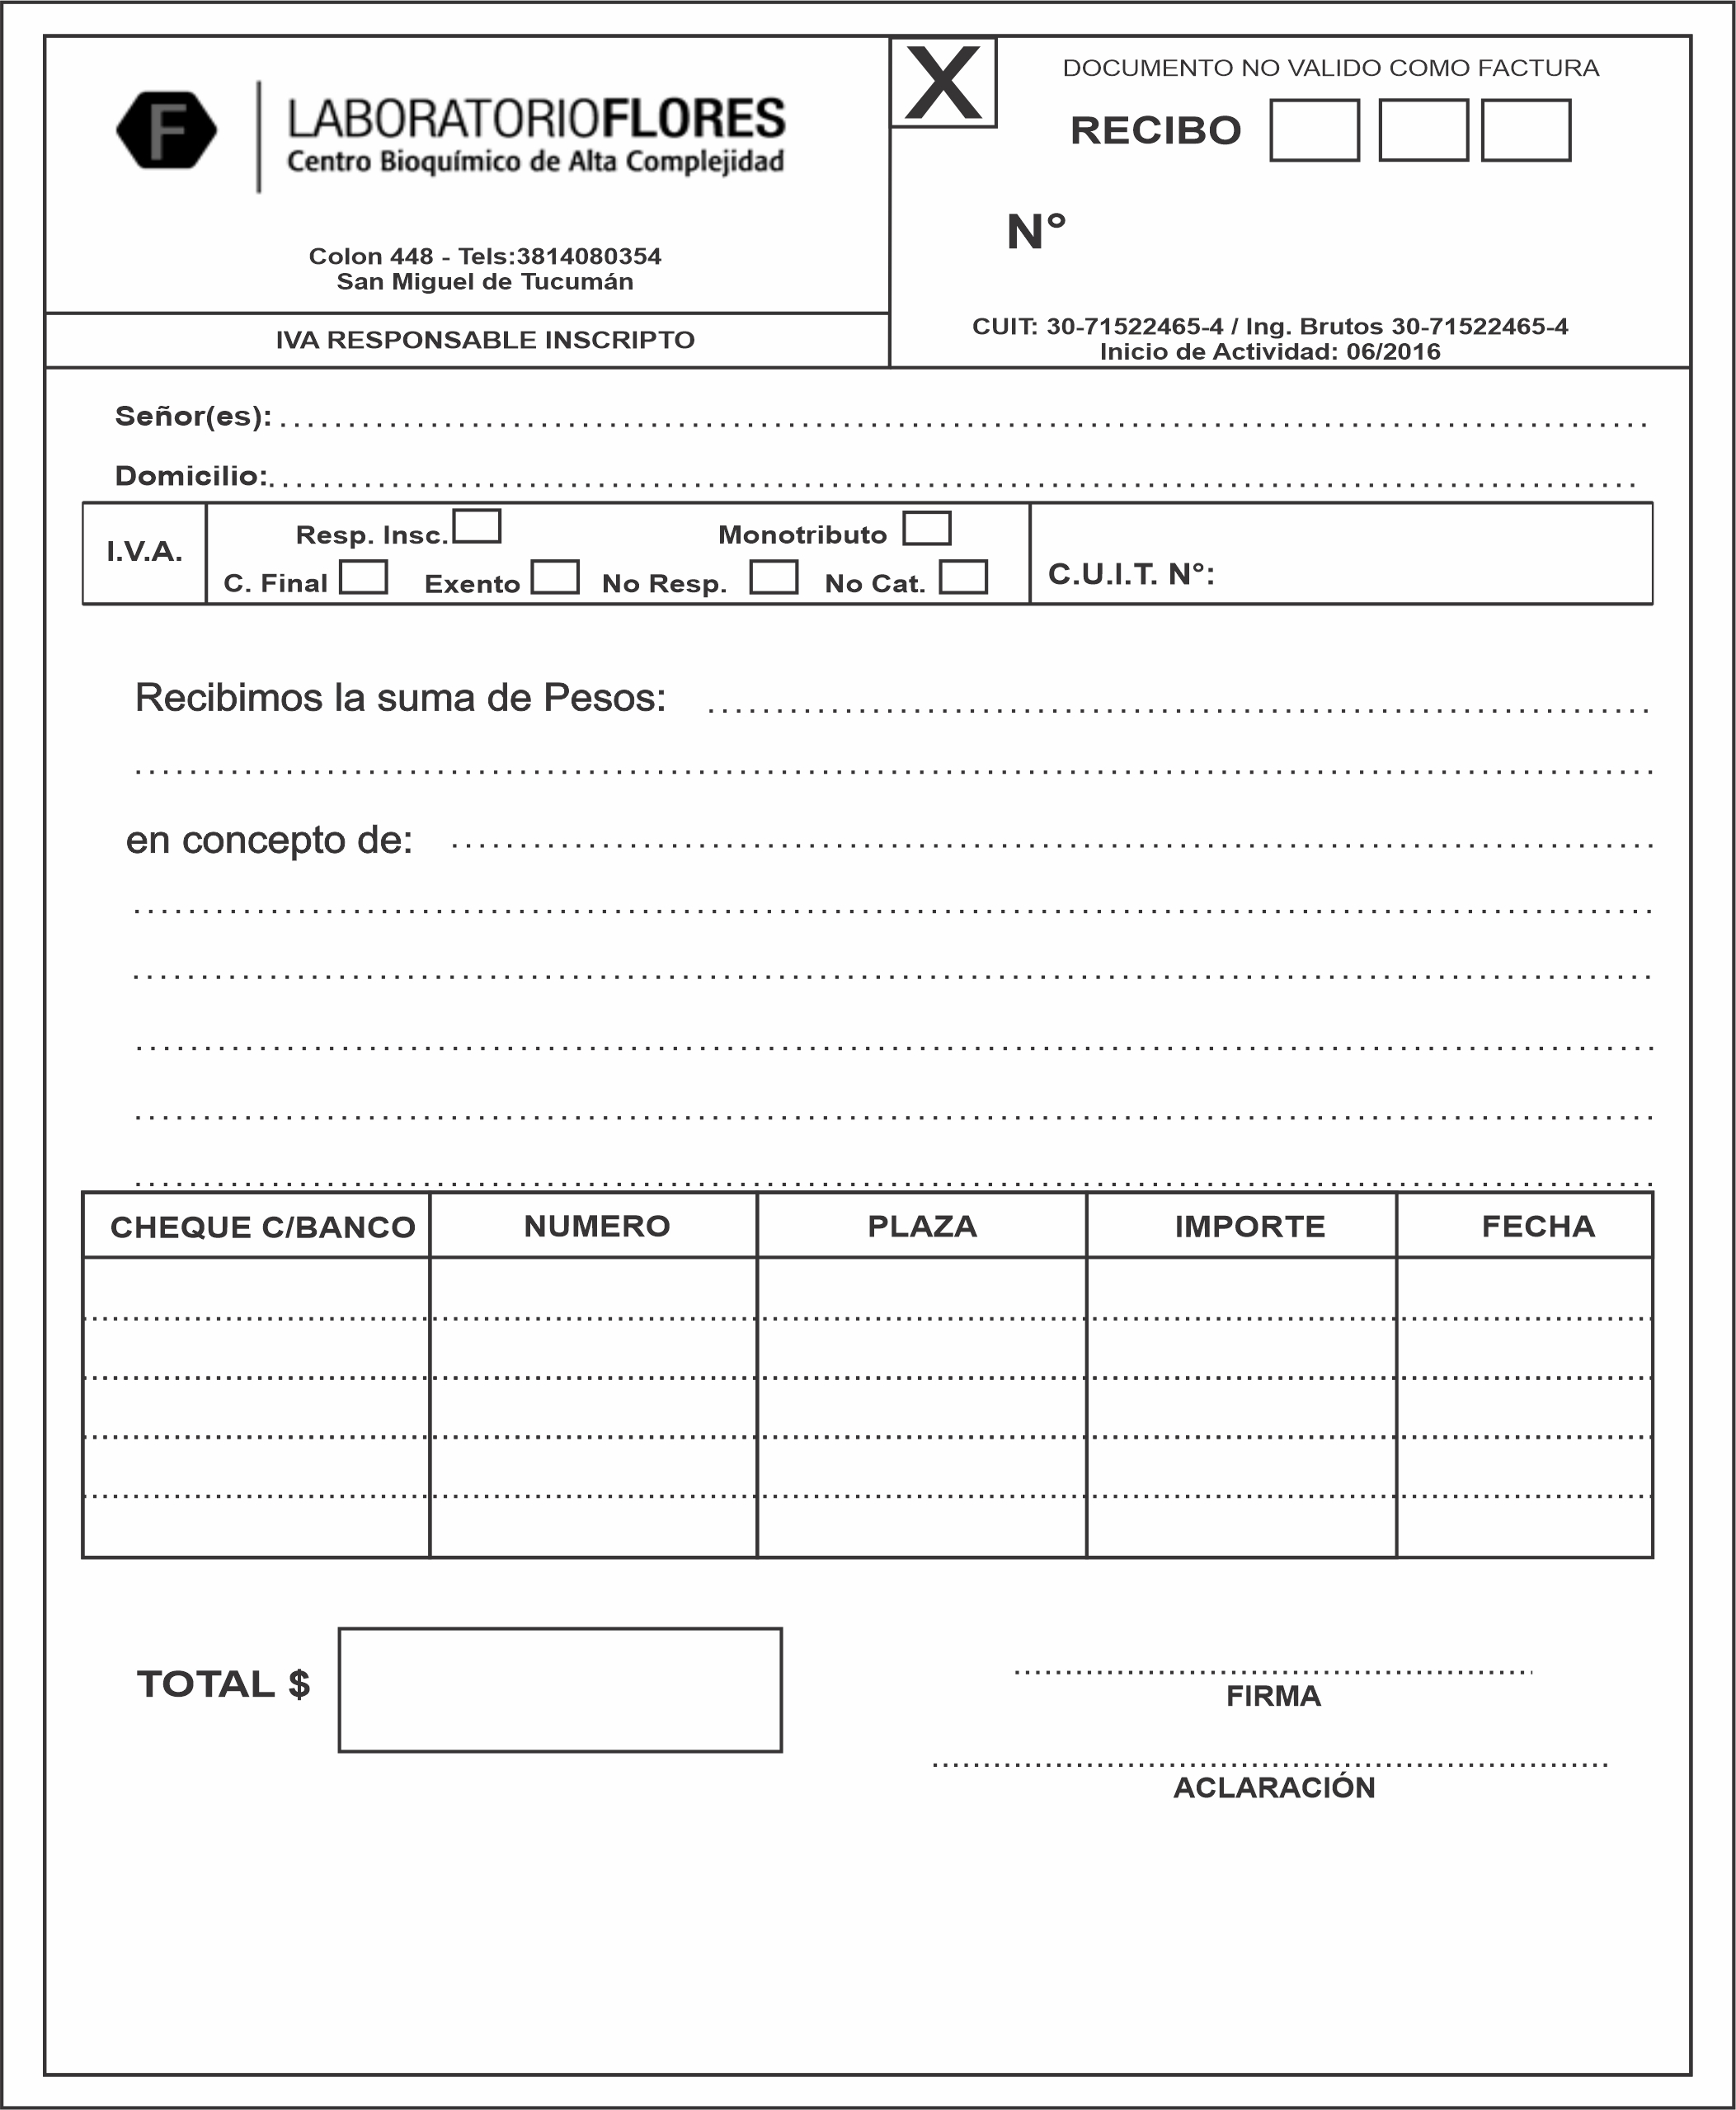 F
LABORATORIOFLORES
Centro Bioquímico de Alta Complejidad
Colon 448 - Tels:3814080354
San Miguel de Tucumán
IVA RESPONSABLE INSCRIPTO
X
DOCUMENTO NO VALIDO COMO FACTURA
RECIBO
N°
CUIT: 30-71522465-4 / Ing. Brutos 30-71522465-4
Inicio de Actividad: 06/2016
Señor(es):
Domicilio:
I.V.A.
Resp. Insc. Monotributo
C. Final Exento No Resp. No Cat.
C.U.I.T. N°:
Recibimos la suma de Pesos:
en concepto de:
CHEQUE C/BANCO NUMERO PLAZA IMPORTE FECHA
TOTAL $
FIRMA
ACLARACIÓN